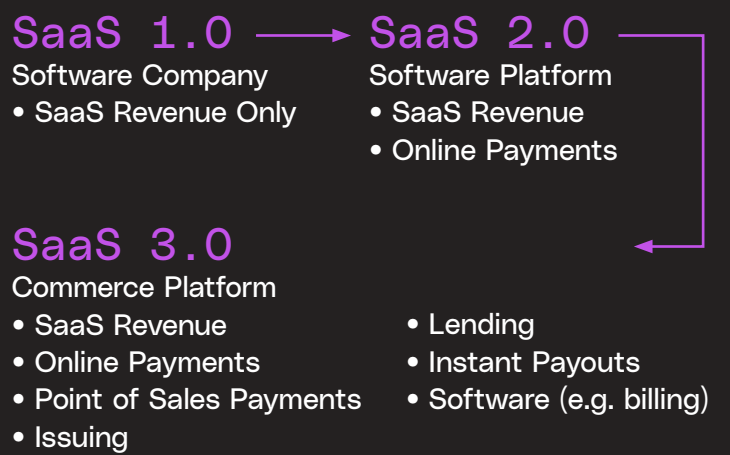 SaaS 1.0
Software Company
• SaaS Revenue Only
SaaS 2.0
Software Platform
• SaaS Revenue
• Online Payments
SaaS 3.0
Commerce Platform
• SaaS Revenue
• Online Payments
• Point of Sales Payments
• Issuing
• Lending
• Instant Payouts
• Software (e.g. billing)